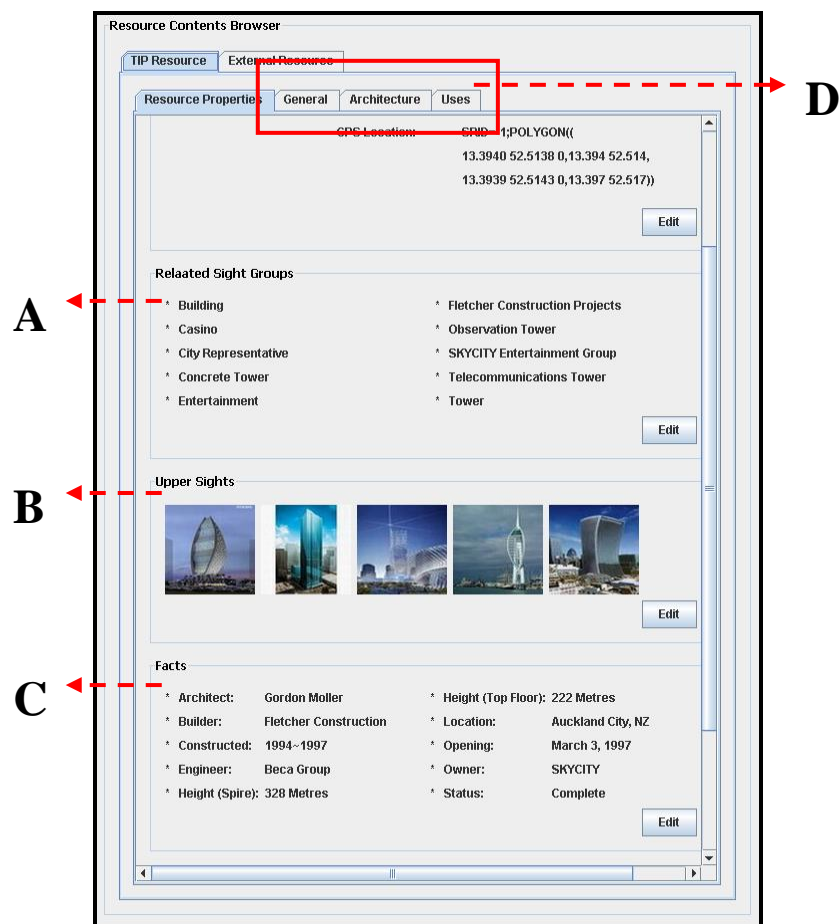 Resource Contents Browser
TIP Resource External Resource
D
Resource Properties General Architecture Uses
GPS Location: SRID=-1;POLYGON((
13.3940 52.5138 0,13.394 52.514,
13.3939 52.5143 0,13.397 52.517))
Edit
Relaated Sight Groups
A
* Building * Fletcher Construction Projects
* Casino * Observation Tower
* City Representative * SKYCITY Entertainment Group
* Concrete Tower * Telecommunications Tower
* Entertainment * Tower
Edit
Upper Sights
B
Edit
Facts
C
* Architect: Gordon Moller * Height (Top Floor): 222 Metres
* Builder: Fletcher Construction * Location: Auckland City, NZ
* Constructed: 1994~1997 * Opening: March 3, 1997
* Engineer: Beca Group * Owner: SKYCITY
* Height (Spire): 328 Metres * Status: Complete
Edit